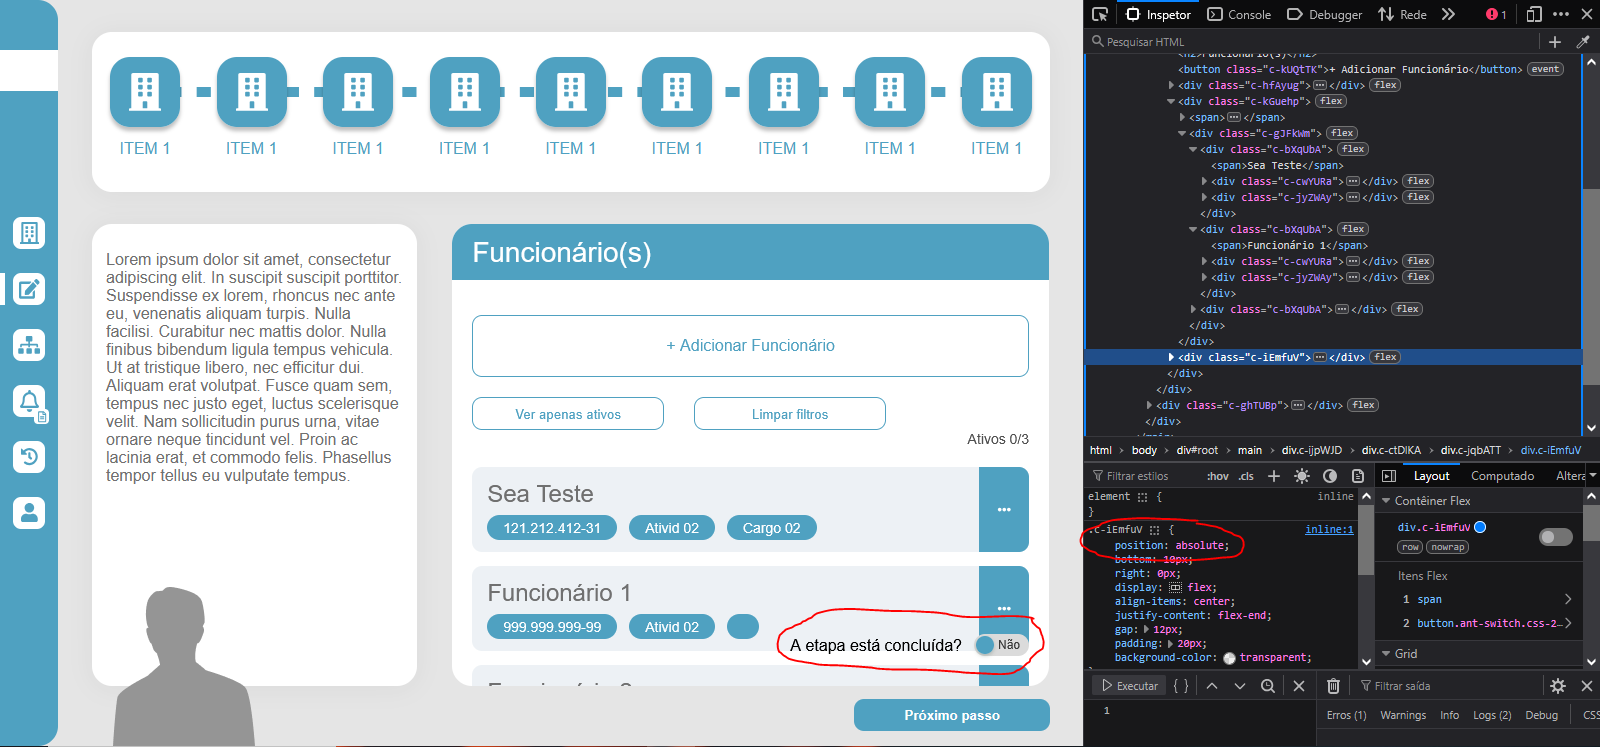 ITEM 1 ITEM 1 ITEM 1 ITEM 1 ITEM 1 ITEM 1 ITEM 1 ITEM 1 ITEM 1
Lorem ipsum dolor sit amet, consectetur
adipiscing elit. In suscipit suscipit porttitor.
Suspendisse ex lorem, rhoncus nec ante
eu, venenatis aliquam turpis. Nulla
facilisi. Curabitur nec mattis dolor. Nulla
finibus bibendum ligula tempus vehicula.
Ut at tristique libero, nec efficitur dui.
Aliquam erat volutpat. Fusce quam sem,
tempus nec justo eget, luctus scelerisque
velit. Nam sollicitudin purus urna, vitae
ornare neque tincidunt vel. Proin ac
lacinia erat, et commodo felis. Phasellus
tempor tellus eu vulputate tempus.
Funcionário(s)
+ Adicionar Funcionário
Ver apenas ativos Limpar filtros
Ativos 0/3
Sea Teste
121.212.412-31 Ativid 02 Cargo 02
Funcionário 1
999.999.999-99 Ativid 02
A etapa está concluída? Não
Próximo passo
Inspetor Console Debugger Rede 1
Pesquisar HTML
<button class="c-kUQtTK">+ Adicionar Funcionário</button> event
<div class="c-hfAyug"></div> flex
<div class="c-kGuehp"> flex
<span></span>
<div class="c-gJFkWm"> flex
<div class="c-bXqUbA"> flex
<span>Sea Teste</span>
<div class="c-cwYURa"></div> flex
<div class="c-jyZWAy"></div> flex
</div>
<div class="c-bXqUbA"> flex
<span>Funcionário 1</span>
<div class="c-cwYURa"></div> flex
<div class="c-jyZWAy"></div> flex
</div>
<div class="c-bXqUbA"></div> flex
</div>
</div>
<div class="c-iEmfuV"></div> flex
</div>
</div>
<div class="c-ghTUBp"></div> flex
</div>
html > body > div#root > main > div.c-ijpWJD > div.c-ctDlKA > div.c-jqbATT > div.c-iEmfuV
Filtrar estilos :hov .cls + Layout Computado Altera
element { inline
}
.c-iEmfuV { inline:1
position: absolute;
bottom: 10px;
right: 0px;
display: flex;
align-items: center;
justify-content: flex-end;
gap: 12px;
padding: 20px;
background-color: transparent;
Contêiner Flex
div.c-iEmfuV
row nowrap
Itens Flex
1 span
2 button.ant-switch.css-2…
Grid
Executar { } Filtrar saída
1
Erros (1) Warnings Info Logs (2) Debug CSS